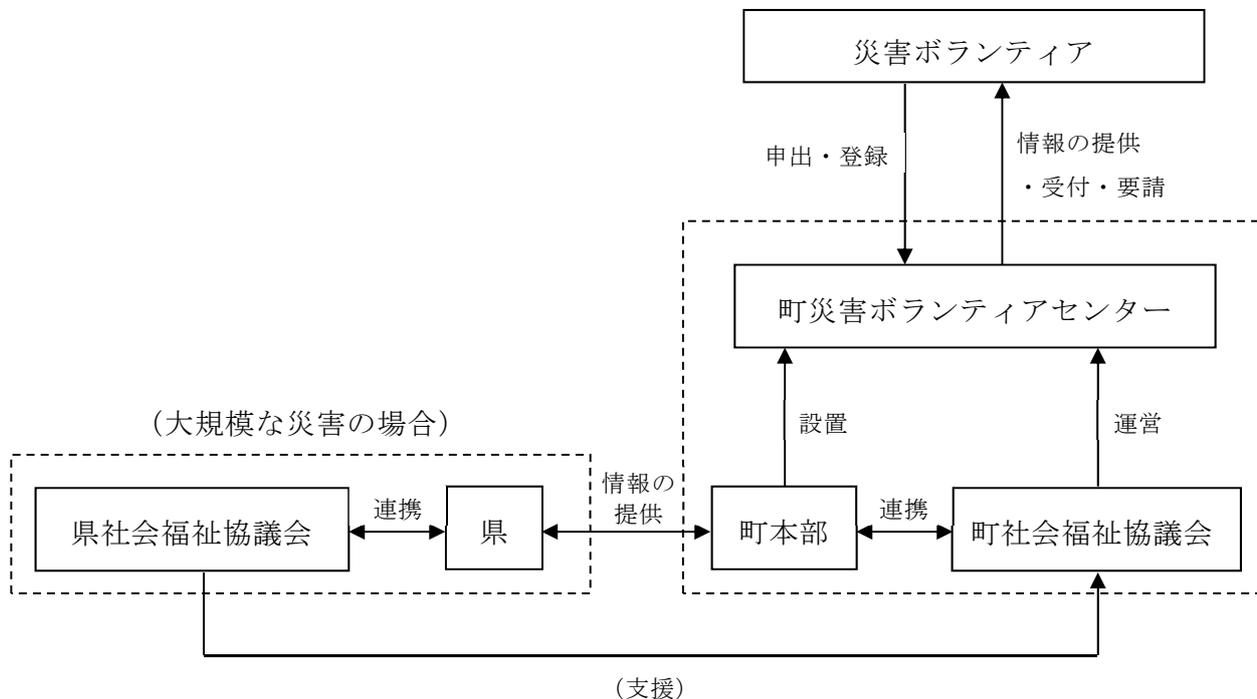 災害ボランティア
申出・登録
情報の提供
・受付・要請
町災害ボランティアセンター
（大規模な災害の場合）
設置
運営
県社会福祉協議会
連携
県
情報の
提供
町本部
連携
町社会福祉協議会
（支援）